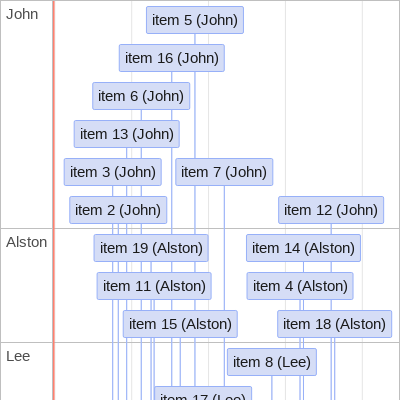 John
item 5 (John)
item 16 (John)
item 6 (John)
item 13 (John)
item 3 (John)
item 7 (John)
item 2 (John)
item 12 (John)
Alston
item 19 (Alston)
item 14 (Alston)
item 11 (Alston)
item 4 (Alston)
item 15 (Alston)
item 18 (Alston)
Lee
item 8 (Lee)
item 17 (Lee)